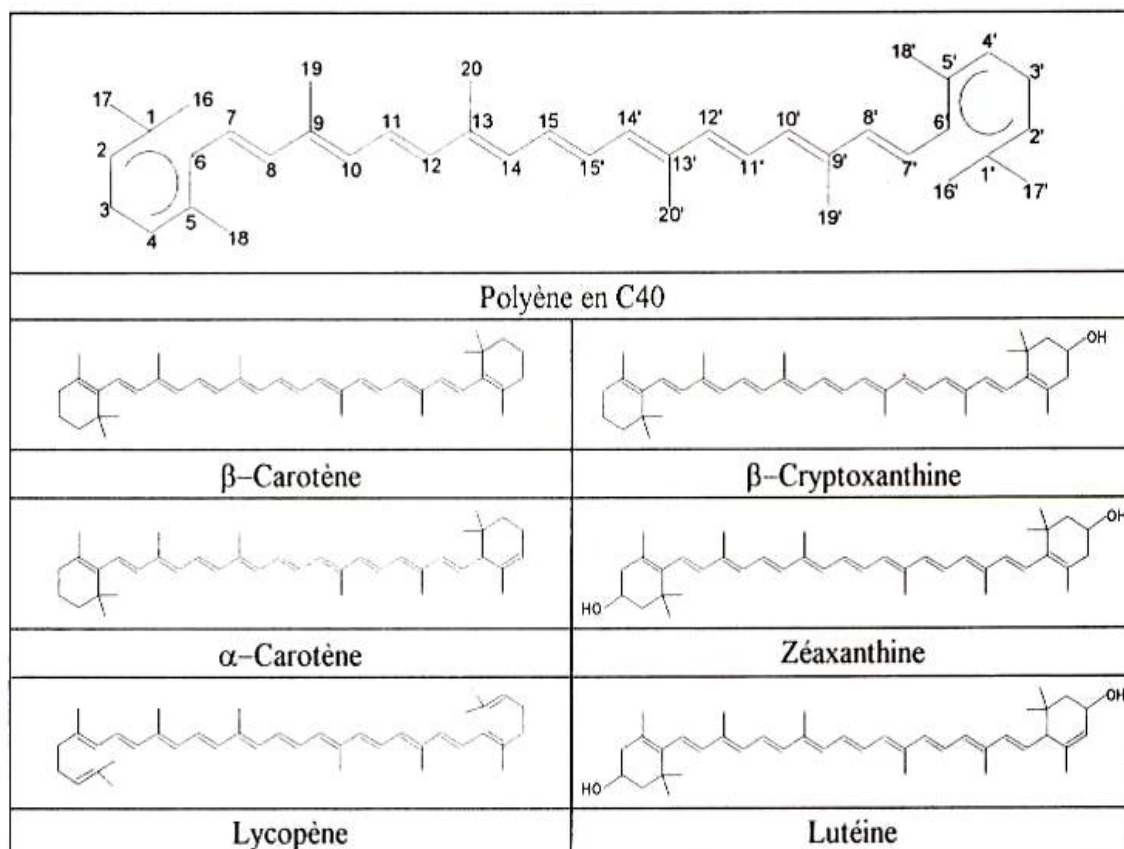 19 20 18' 4'
17 16 5' 3'
1 7 9 11 13 15 14' 12' 10' 8' 6'
2 6 8 10 12 14 15' 13' 11' 9' 7' 2'
3 5 16' 1' 17'
4 18 20' 19'
Polyène en C40
OH
β–Carotène β–Cryptoxanthine
OH
HO
α–Carotène Zéaxanthine
OH
HO
Lycopène Lutéine